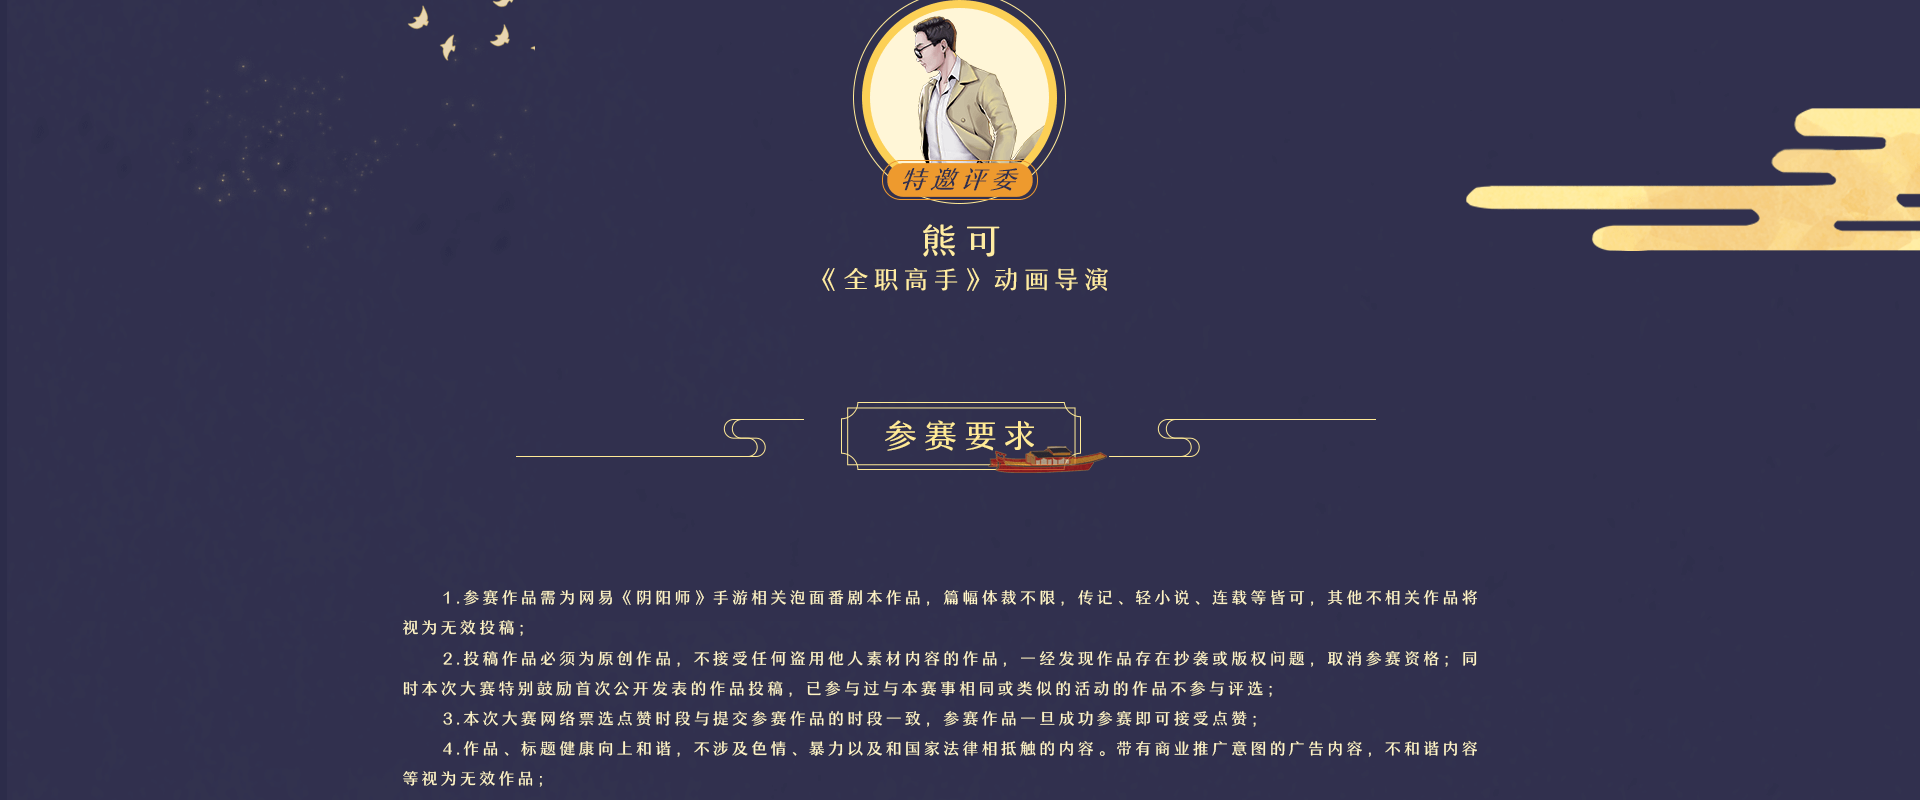 特邀评委
熊可
《全职高手》动画导演
参赛要求
1.参赛作品需为网易《阴阳师》手游相关泡面番剧本作品，篇幅体裁不限，传记、轻小说、连载等皆可，其他不相关作品将
视为无效投稿；
2.投稿作品必须为原创作品，不接受任何盗用他人素材内容的作品，一经发现作品存在抄袭或版权问题，取消参赛资格；同
时本次大赛特别鼓励首次公开发表的作品投稿，已参与过与本赛事相同或类似的活动的作品不参与评选；
3.本次大赛网络票选点赞时段与提交参赛作品的时段一致，参赛作品一旦成功参赛即可接受点赞；
4.作品、标题健康向上和谐，不涉及色情、暴力以及和国家法律相抵触的内容。带有商业推广意图的广告内容，不和谐内容
等视为无效作品；